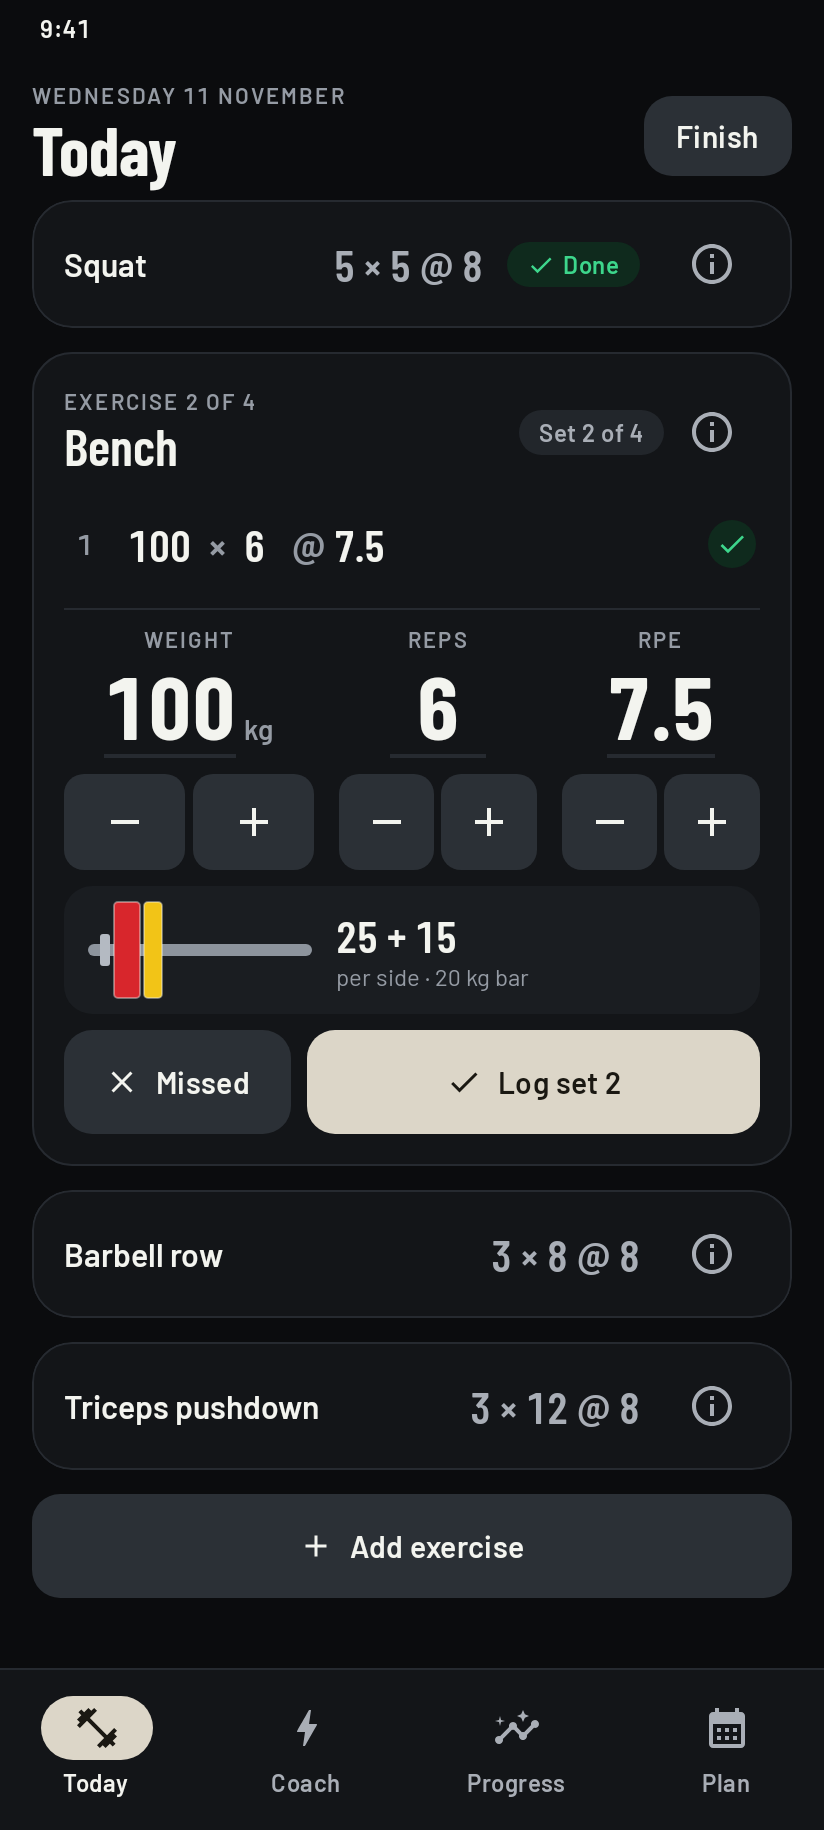 9:41
WEDNESDAY 11 NOVEMBER
Today
Finish
Squat 5 × 5 @ 8 Done
EXERCISE 2 OF 4
Bench
Set 2 of 4
1 100 × 6 @ 7.5
WEIGHT REPS RPE
100 kg 6 7.5
25 + 15
per side · 20 kg bar
Missed Log set 2
Barbell row 3 × 8 @ 8
Triceps pushdown 3 × 12 @ 8
Add exercise
Today Coach Progress Plan